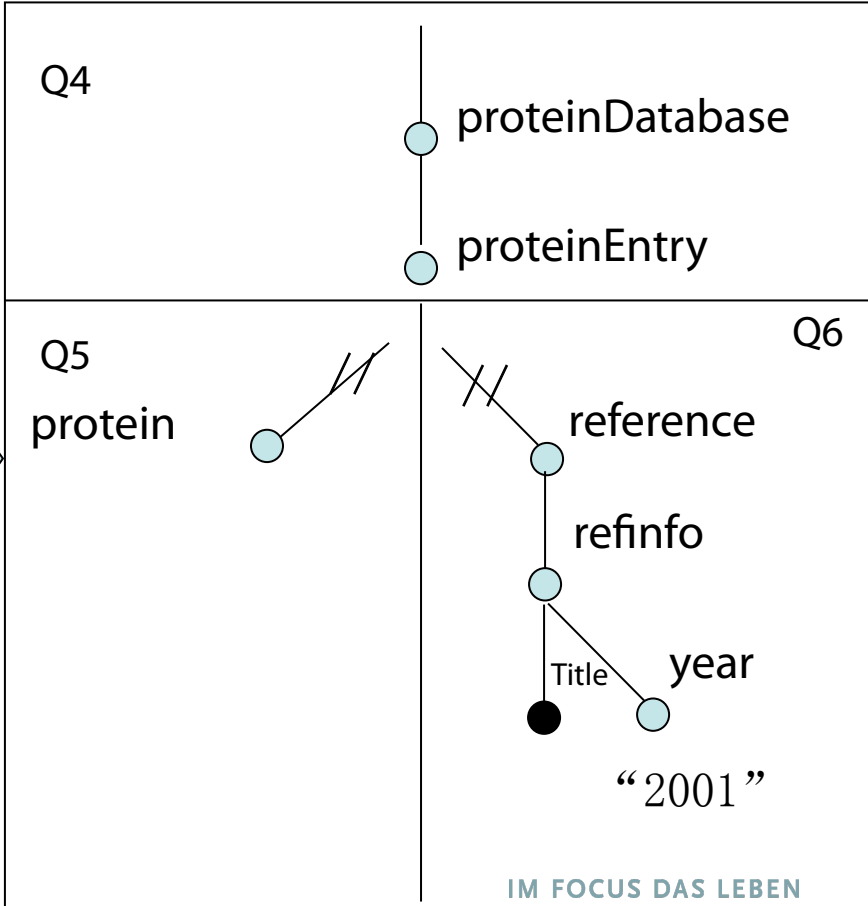 Q4
proteinDatabase
proteinEntry
Q5
protein
Q6
reference
refinfo
Title
year
“2001”
IM FOCUS DAS LEBEN